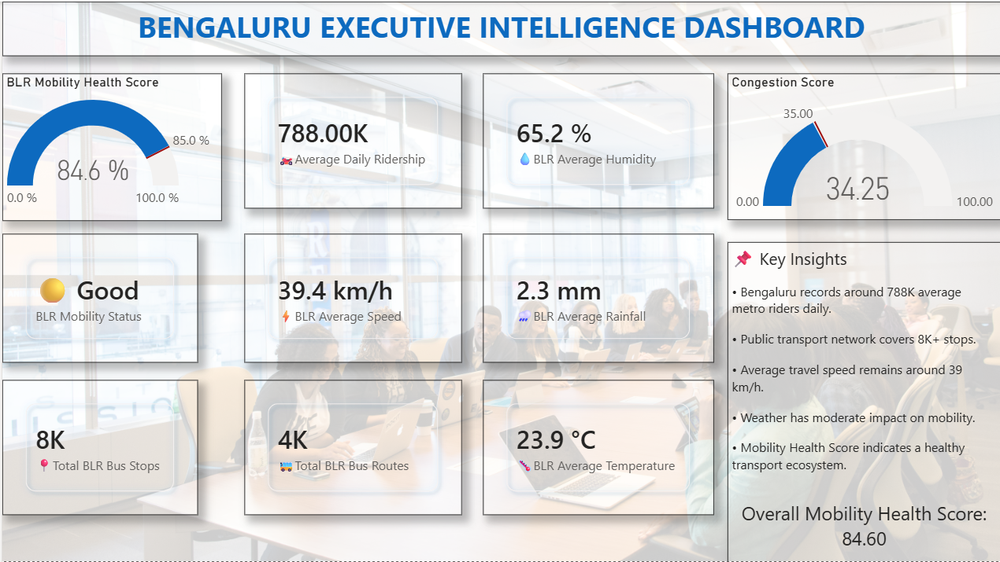 BENGALURU EXECUTIVE INTELLIGENCE DASHBOARD
BLR Mobility Health Score
85.0 %
84.6 %
0.0 %
100.0 %
788.00K
🏍️ Average Daily Ridership
65.2 %
💧 BLR Average Humidity
Congestion Score
35.00
34.25
0.00
100.00
🟡 Good
BLR Mobility Status
39.4 km/h
⚡ BLR Average Speed
2.3 mm
🌧️ BLR Average Rainfall
8K
📍 Total BLR Bus Stops
4K
🚌 Total BLR Bus Routes
23.9 °C
🌡️ BLR Average Temperature
📌 Key Insights
• Bengaluru records around 788K average
metro riders daily.
• Public transport network covers 8K+ stops.
• Average travel speed remains around 39
km/h.
• Weather has moderate impact on mobility.
• Mobility Health Score indicates a healthy
transport ecosystem.
Overall Mobility Health Score:
84.60